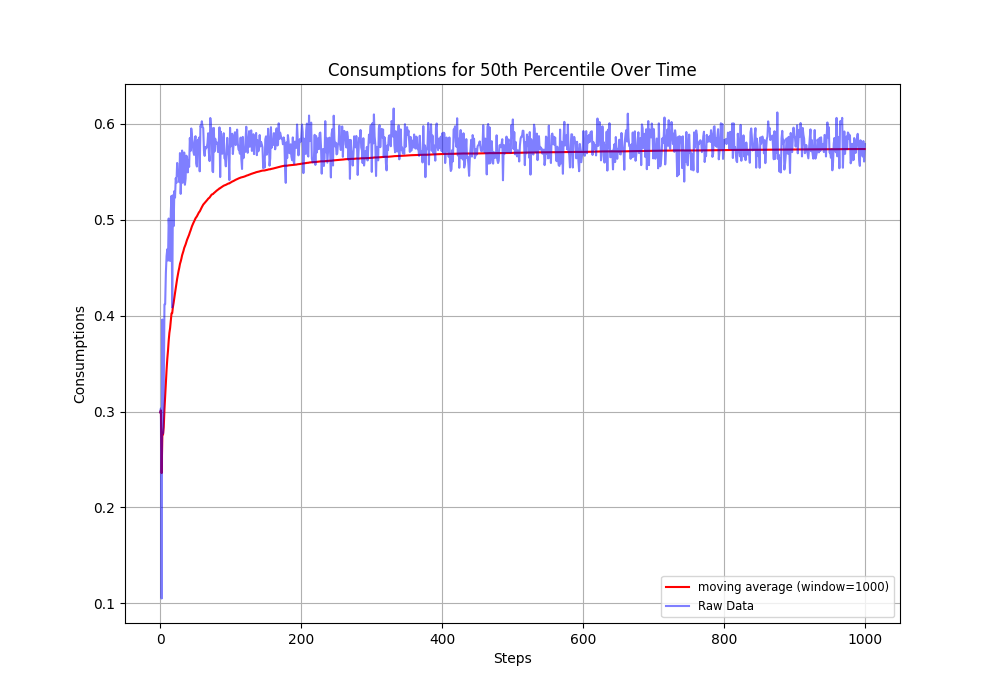 Consumptions for 50th Percentile Over Time
Consumptions
0.6
0.5
0.4
0.3
0.2
0.1
0
200
400
600
800
1000
Steps
moving average (window=1000)
Raw Data